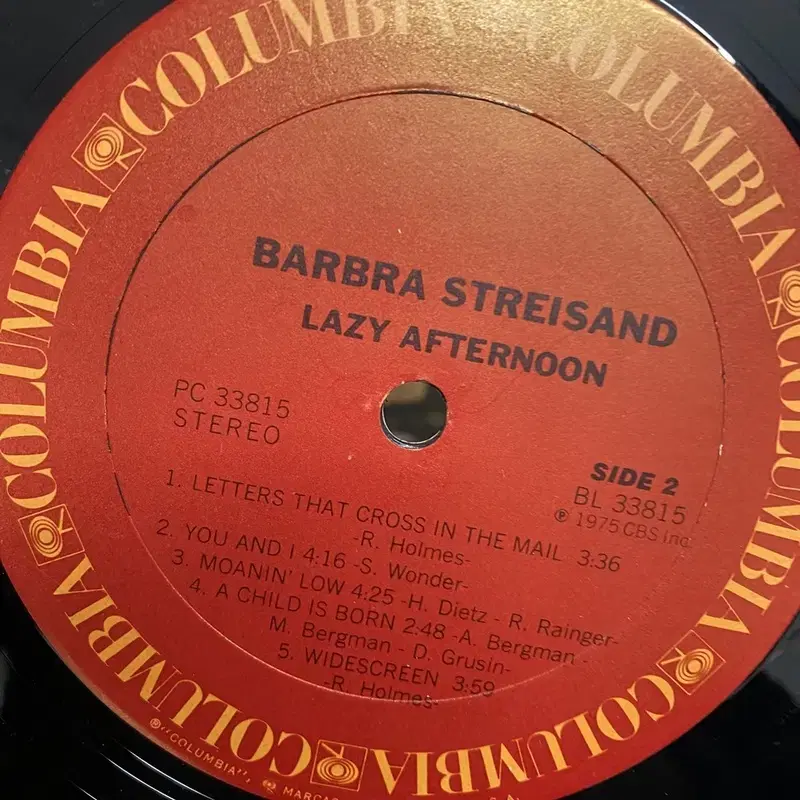 COLUMBIA
COLUMBIA
COLUMBIA
COLUMBIA
COLUMBIA
COLUMBIA
COLUMBIA
COLUMBIA
COLUMBIA
BARBRA STREISAND
LAZY AFTERNOON
PC 33815
STEREO
SIDE 2
BL 33815
℗ 1975 CBS Inc.
1. LETTERS THAT CROSS IN THE MAIL 3:36
-R. Holmes-
2. YOU AND I 4:16 -S. Wonder-
3. MOANIN' LOW 4:25 -H. Dietz - R. Rainger-
4. A CHILD IS BORN 2:48 -A. Bergman -
M. Bergman - D. Grusin-
5. WIDESCREEN 3:59
-R. Holmes-
®"COLUMBIA",